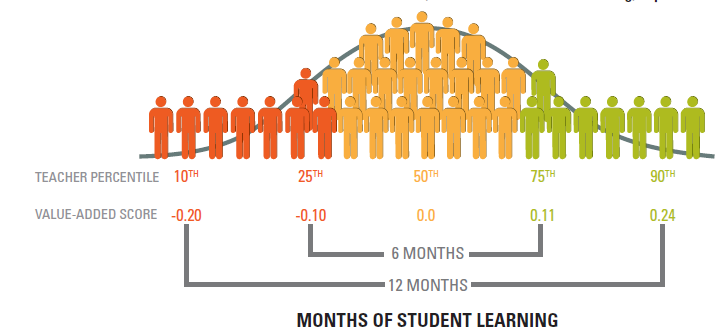 TEACHER PERCENTILE 10TH 25TH 50TH 75TH 90TH
VALUE-ADDED SCORE -0.20 -0.10 0.0 0.11 0.24
6 MONTHS
12 MONTHS
MONTHS OF STUDENT LEARNING